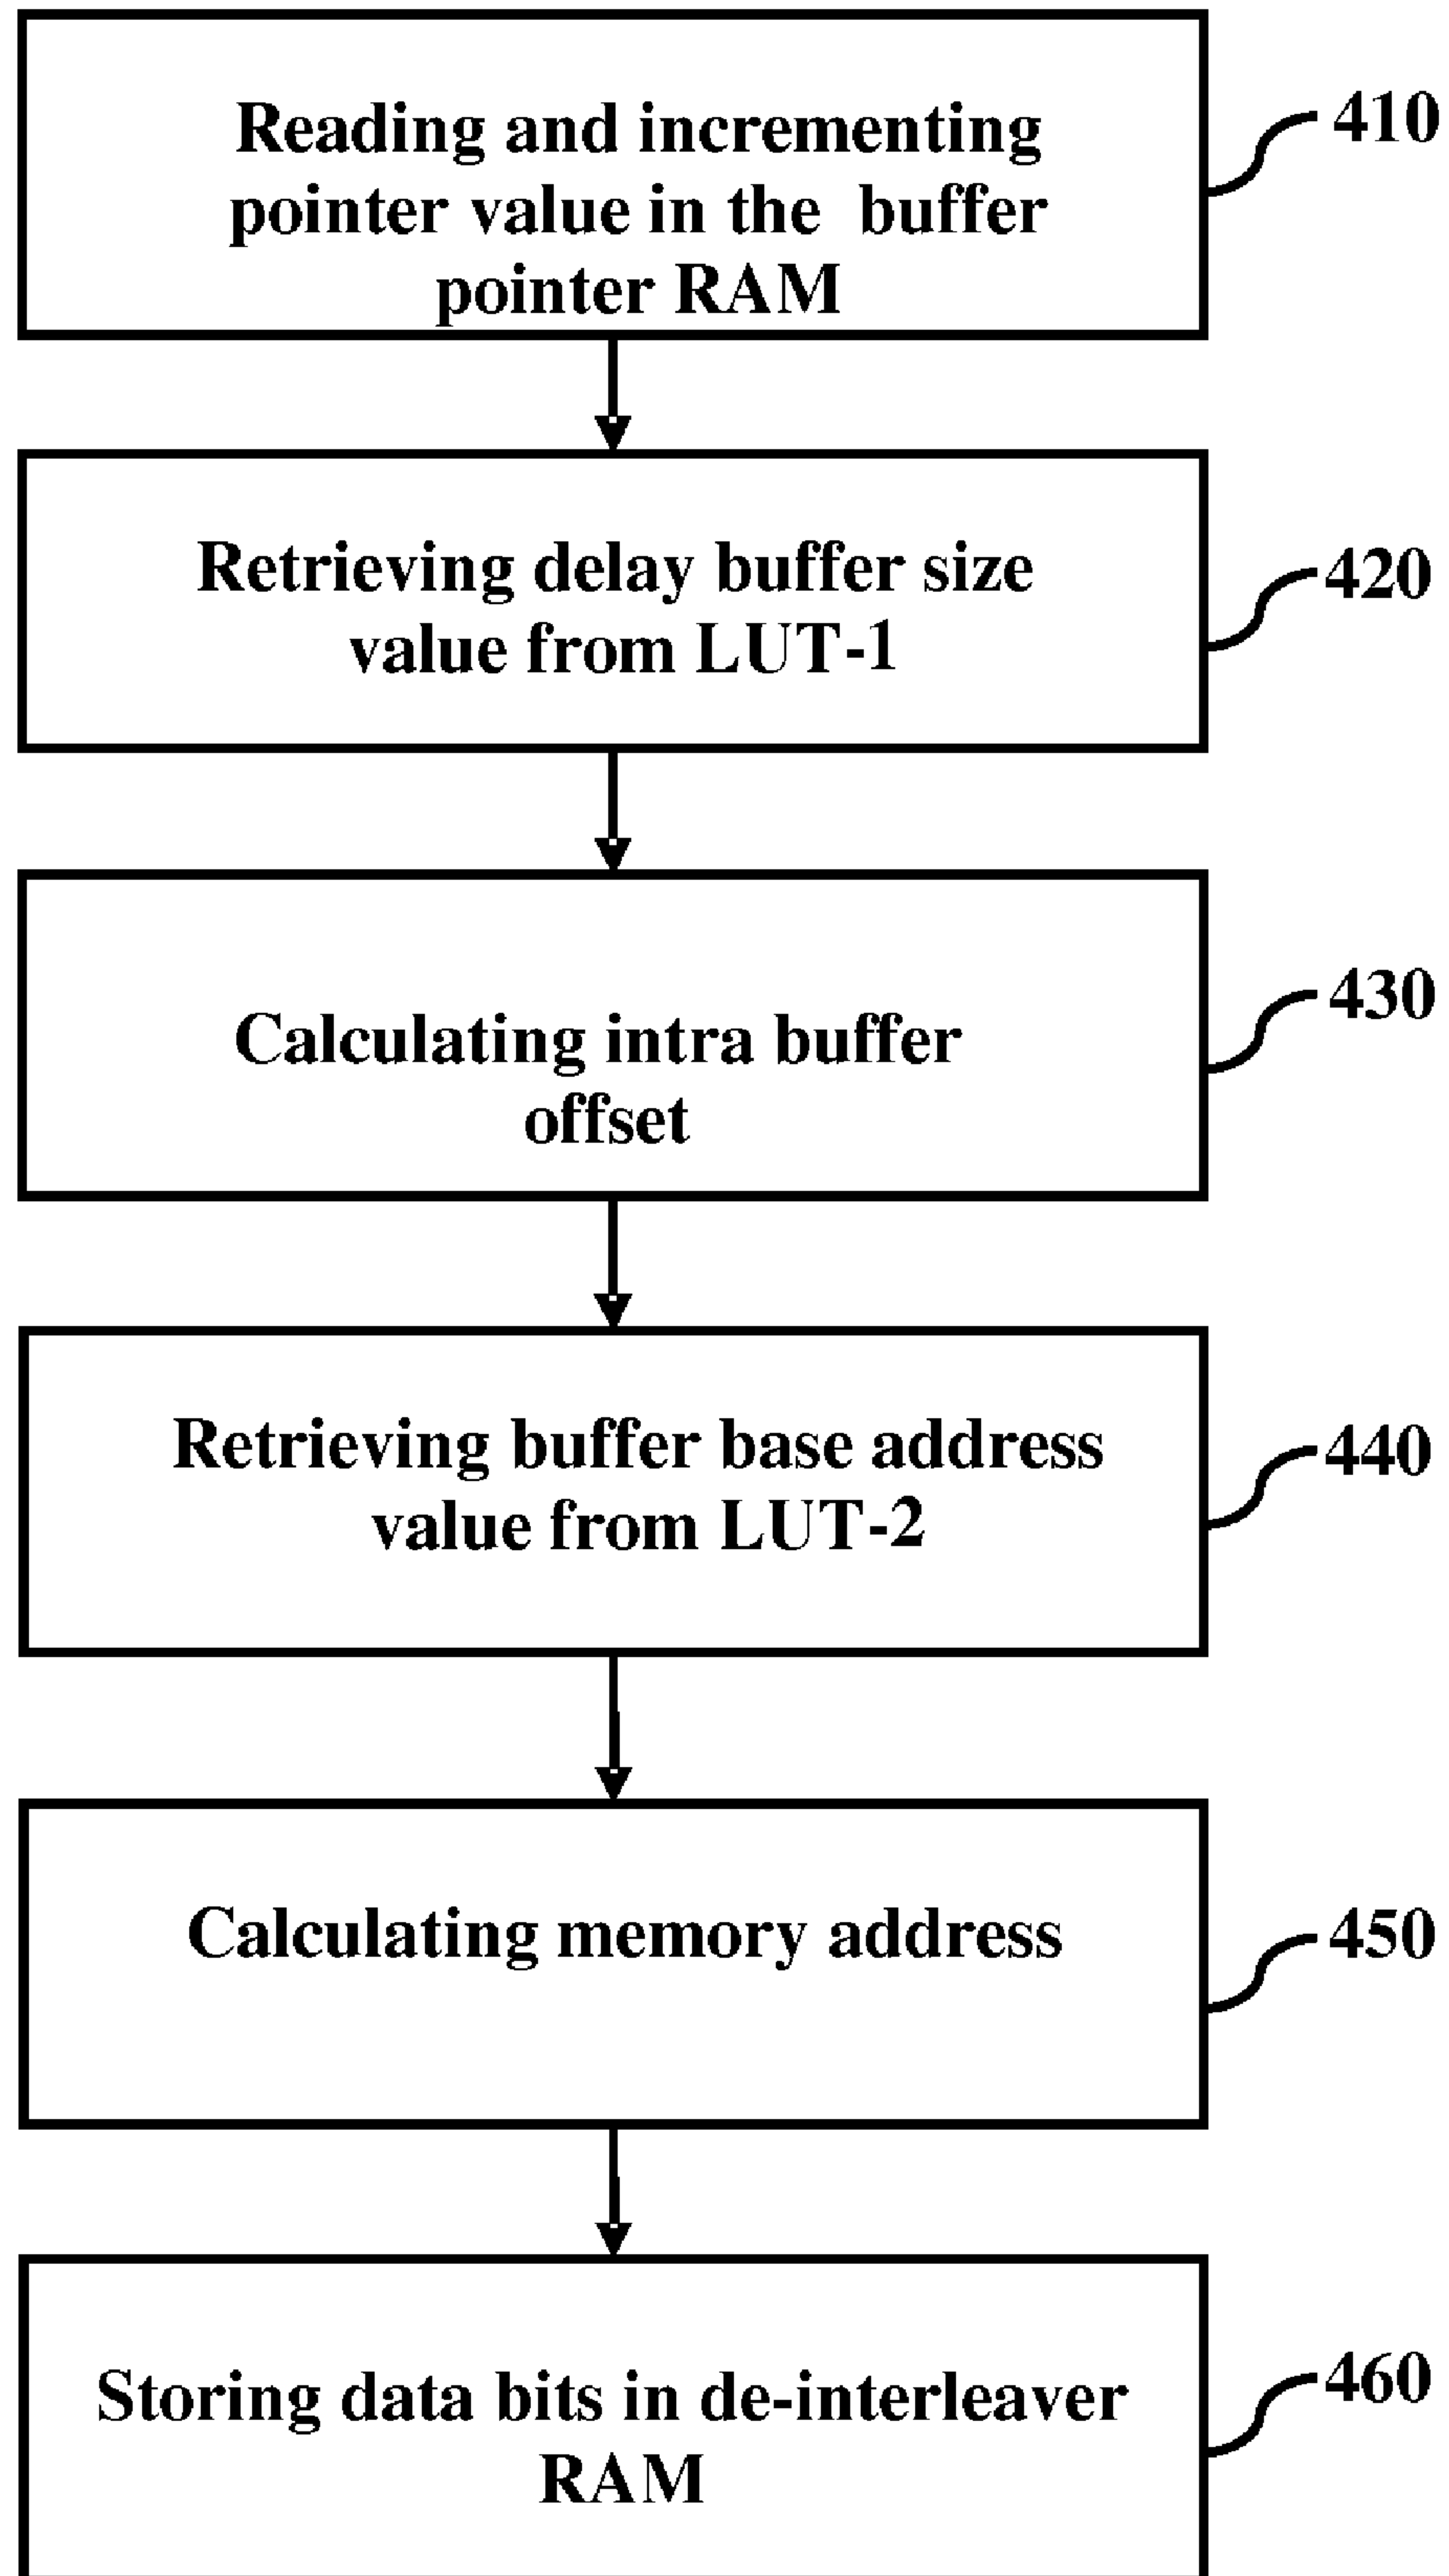 Reading and incrementing
pointer value in the buffer
pointer RAM
410
Retrieving delay buffer size
value from LUT-1
420
Calculating intra buffer
offset
430
Retrieving buffer base address
value from LUT-2
440
Calculating memory address
450
Storing data bits in de-interleaver
RAM
460